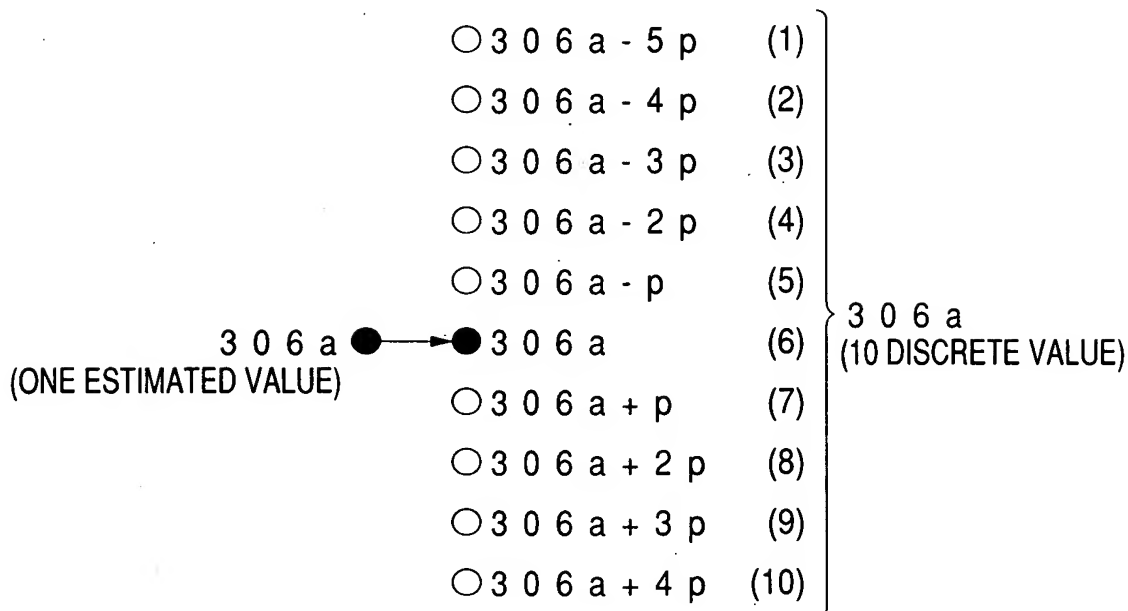 306a - 5p (1)
306a - 4p (2)
306a - 3p (3)
306a - 2p (4)
306a - p (5)
306a
(ONE ESTIMATED VALUE)
306a (6)
306a
(10 DISCRETE VALUE)
306a + p (7)
306a + 2p (8)
306a + 3p (9)
306a + 4p (10)